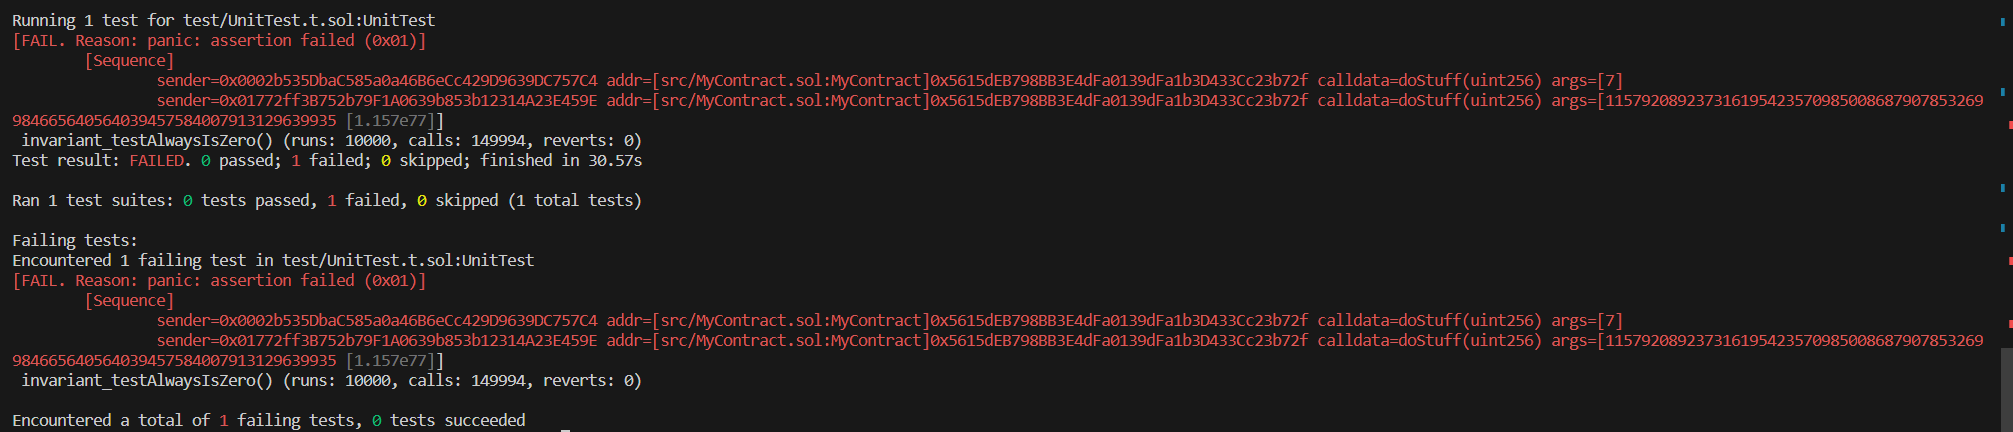 Running 1 test for test/UnitTest.t.sol:UnitTest
[FAIL. Reason: panic: assertion failed (0x01)]
[Sequence]
sender=0x0002b535DbaC585a0a46B6eCc429D9639DC757C4 addr=[src/MyContract.sol:MyContract]0x5615dEB798BB3E4dFa0139dFa1b3D433Cc23b72f calldata=doStuff(uint256) args=[7]
sender=0x01772ff3B752b79F1A0639b853b12314A23E459E addr=[src/MyContract.sol:MyContract]0x5615dEB798BB3E4dFa0139dFa1b3D433Cc23b72f calldata=doStuff(uint256) args=[115792089237316195423570985008687907853269
984665640564039457584007913129639935 [1.157e77]]
invariant_testAlwaysIsZero() (runs: 10000, calls: 149994, reverts: 0)
Test result: FAILED. 0 passed; 1 failed; 0 skipped; finished in 30.57s
Ran 1 test suites: 0 tests passed, 1 failed, 0 skipped (1 total tests)
Failing tests:
Encountered 1 failing test in test/UnitTest.t.sol:UnitTest
[FAIL. Reason: panic: assertion failed (0x01)]
[Sequence]
sender=0x0002b535DbaC585a0a46B6eCc429D9639DC757C4 addr=[src/MyContract.sol:MyContract]0x5615dEB798BB3E4dFa0139dFa1b3D433Cc23b72f calldata=doStuff(uint256) args=[7]
sender=0x01772ff3B752b79F1A0639b853b12314A23E459E addr=[src/MyContract.sol:MyContract]0x5615dEB798BB3E4dFa0139dFa1b3D433Cc23b72f calldata=doStuff(uint256) args=[115792089237316195423570985008687907853269
984665640564039457584007913129639935 [1.157e77]]
invariant_testAlwaysIsZero() (runs: 10000, calls: 149994, reverts: 0)
Encountered a total of 1 failing tests, 0 tests succeeded